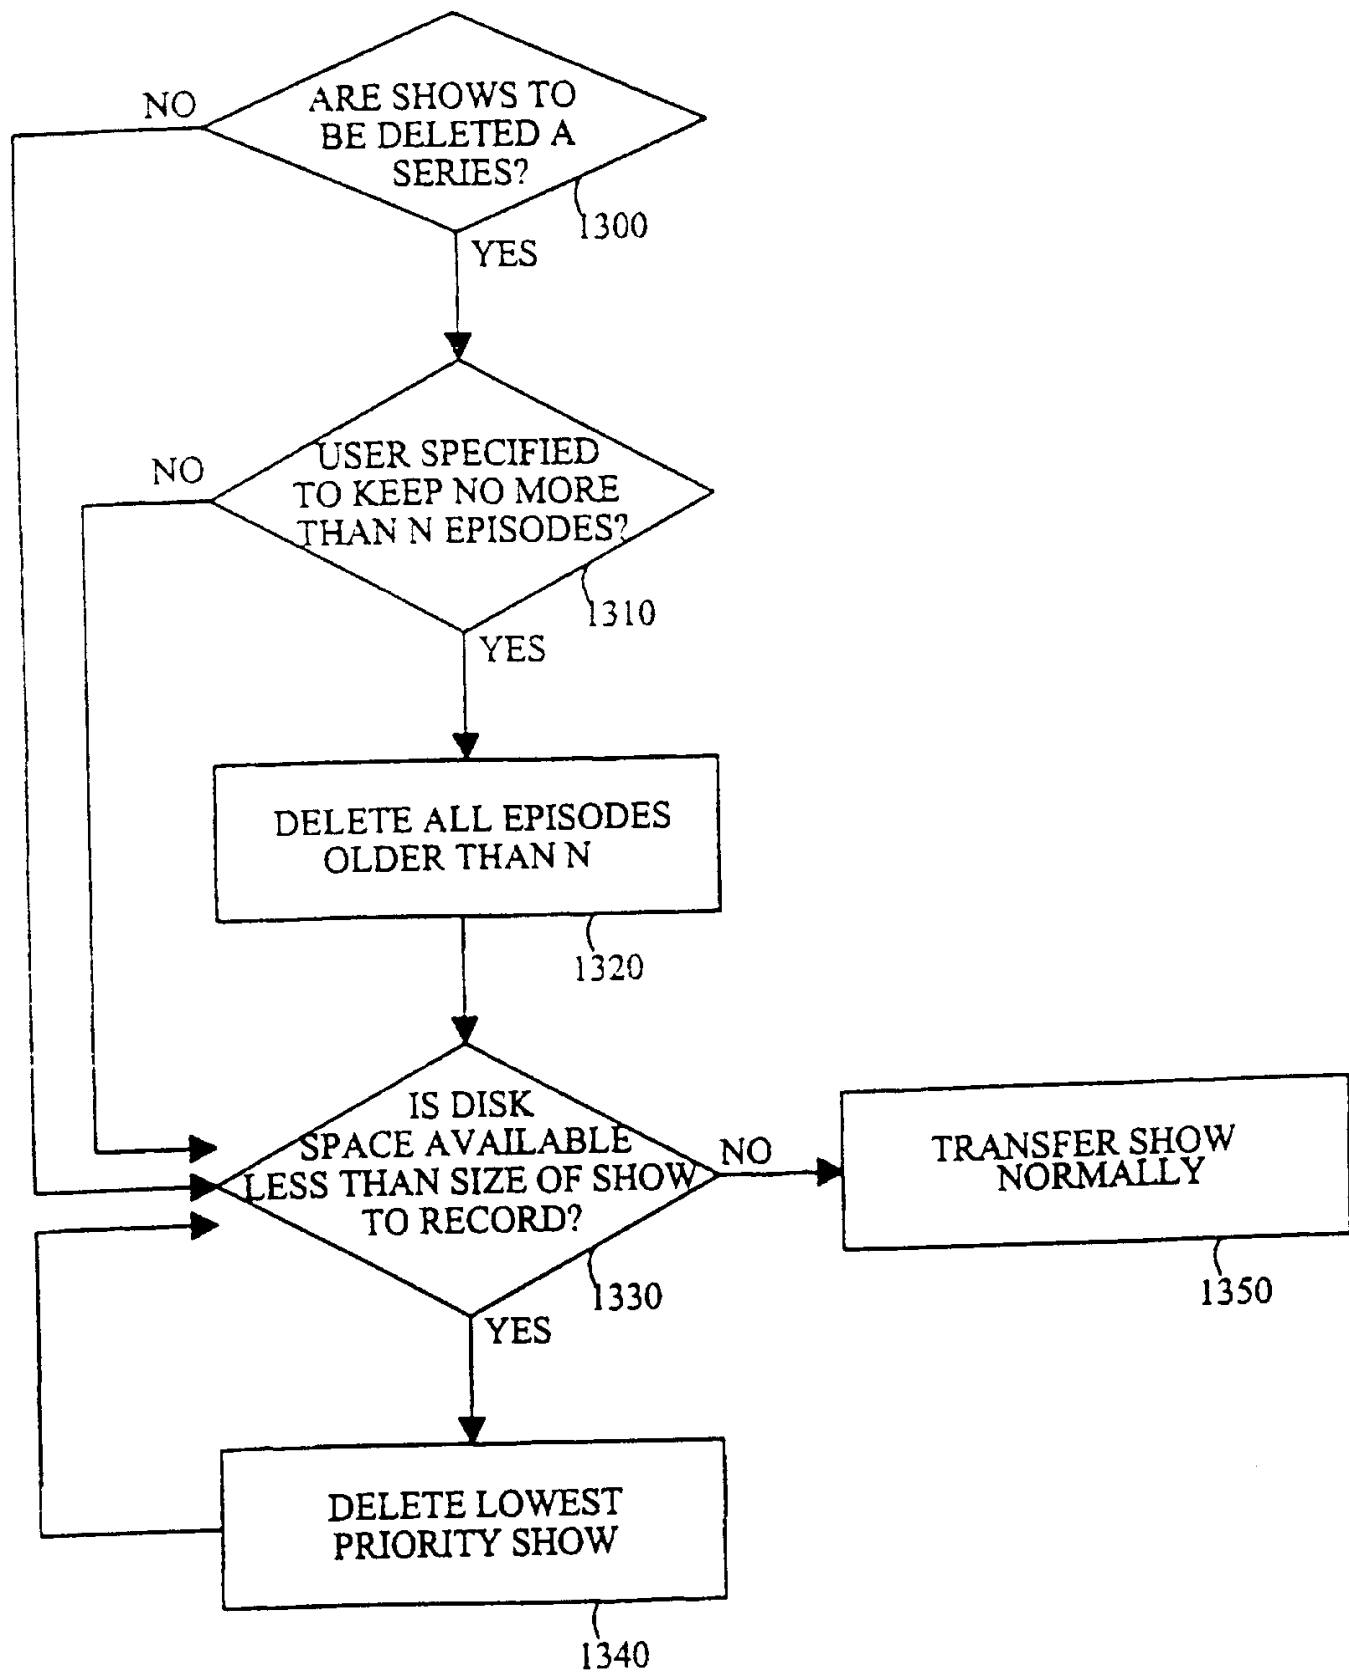 NO
ARE SHOWS TO
BE DELETED A
SERIES?
1300
YES
NO
USER SPECIFIED
TO KEEP NO MORE
THAN N EPISODES?
1310
YES
DELETE ALL EPISODES
OLDER THAN N
1320
IS DISK
SPACE AVAILABLE
LESS THAN SIZE OF SHOW
TO RECORD?
NO
1330
YES
TRANSFER SHOW
NORMALLY
1350
DELETE LOWEST
PRIORITY SHOW
1340